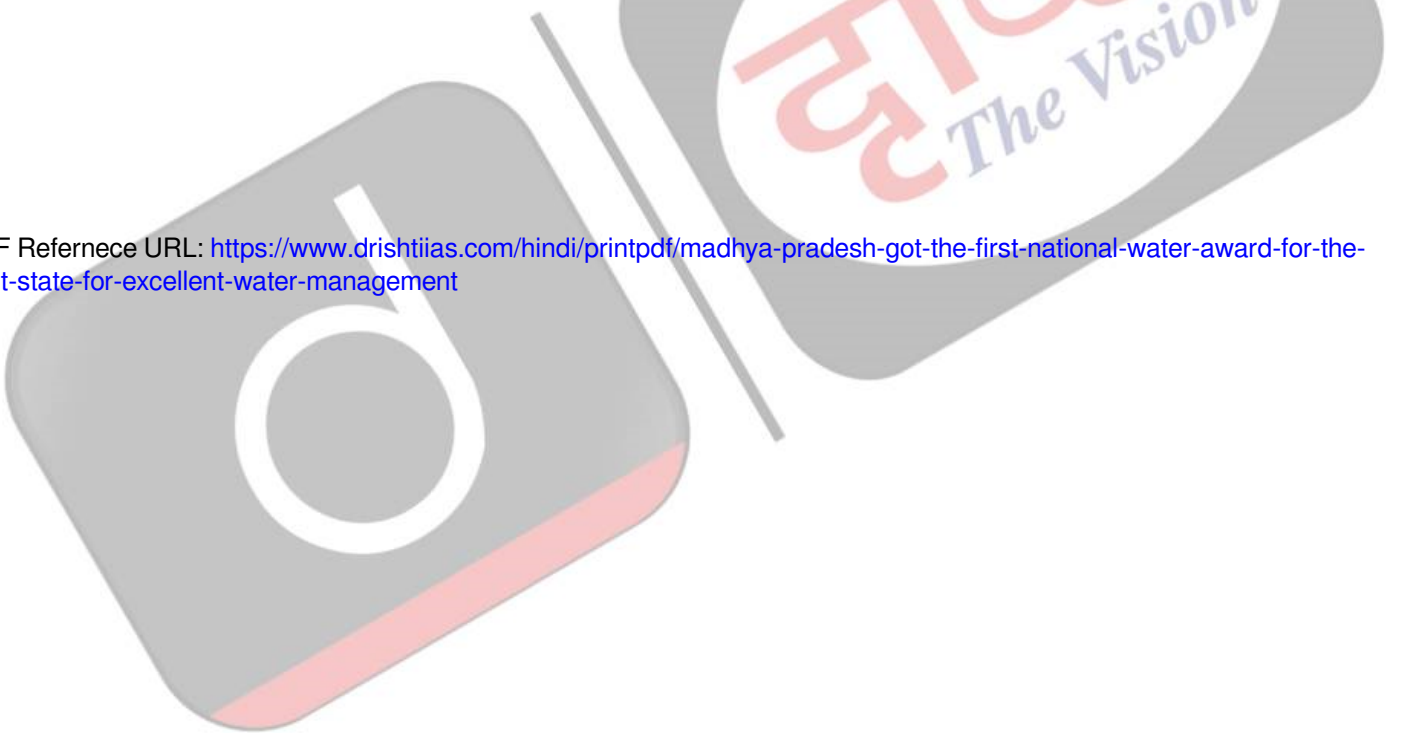 The Vision
F Refernece URL: https://www.drishtiias.com/hindi/printpdf/madhya-pradesh-got-the-first-national-water-award-for-the-
t-state-for-excellent-water-management
d